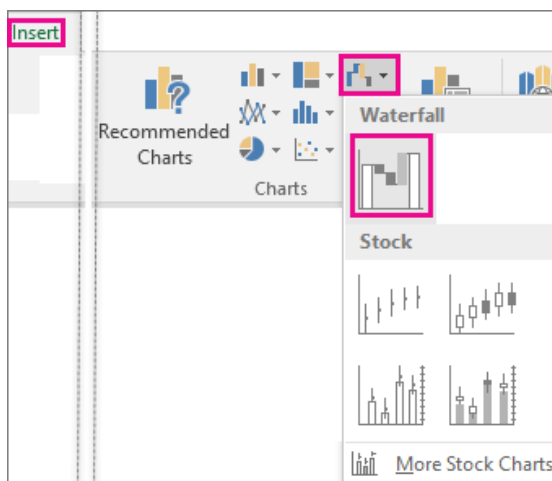 Insert
Recommended
Charts
Charts
Waterfall
Stock
More Stock Charts